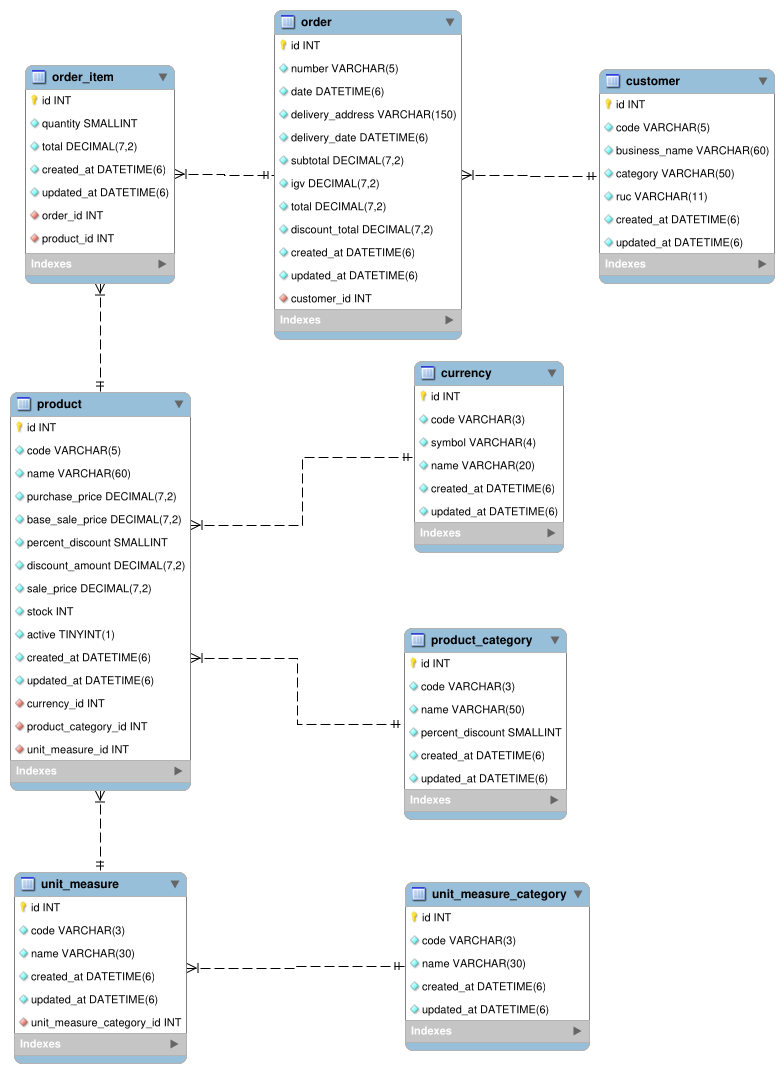 order
id INT
number VARCHAR(5)
date DATETIME(6)
delivery_address VARCHAR(150)
delivery_date DATETIME(6)
subtotal DECIMAL(7,2)
igv DECIMAL(7,2)
total DECIMAL(7,2)
discount_total DECIMAL(7,2)
created_at DATETIME(6)
updated_at DATETIME(6)
customer_id INT
Indexes
order_item
id INT
quantity SMALLINT
total DECIMAL(7,2)
created_at DATETIME(6)
updated_at DATETIME(6)
order_id INT
product_id INT
Indexes
customer
id INT
code VARCHAR(5)
business_name VARCHAR(60)
category VARCHAR(50)
ruc VARCHAR(11)
created_at DATETIME(6)
updated_at DATETIME(6)
Indexes
product
id INT
code VARCHAR(5)
name VARCHAR(60)
purchase_price DECIMAL(7,2)
base_sale_price DECIMAL(7,2)
percent_discount SMALLINT
discount_amount DECIMAL(7,2)
sale_price DECIMAL(7,2)
stock INT
active TINYINT(1)
created_at DATETIME(6)
updated_at DATETIME(6)
currency_id INT
product_category_id INT
unit_measure_id INT
Indexes
currency
id INT
code VARCHAR(3)
symbol VARCHAR(4)
name VARCHAR(20)
created_at DATETIME(6)
updated_at DATETIME(6)
Indexes
product_category
id INT
code VARCHAR(3)
name VARCHAR(50)
percent_discount SMALLINT
created_at DATETIME(6)
updated_at DATETIME(6)
Indexes
unit_measure
id INT
code VARCHAR(3)
name VARCHAR(30)
created_at DATETIME(6)
updated_at DATETIME(6)
unit_measure_category_id INT
Indexes
unit_measure_category
id INT
code VARCHAR(3)
name VARCHAR(30)
created_at DATETIME(6)
updated_at DATETIME(6)
Indexes